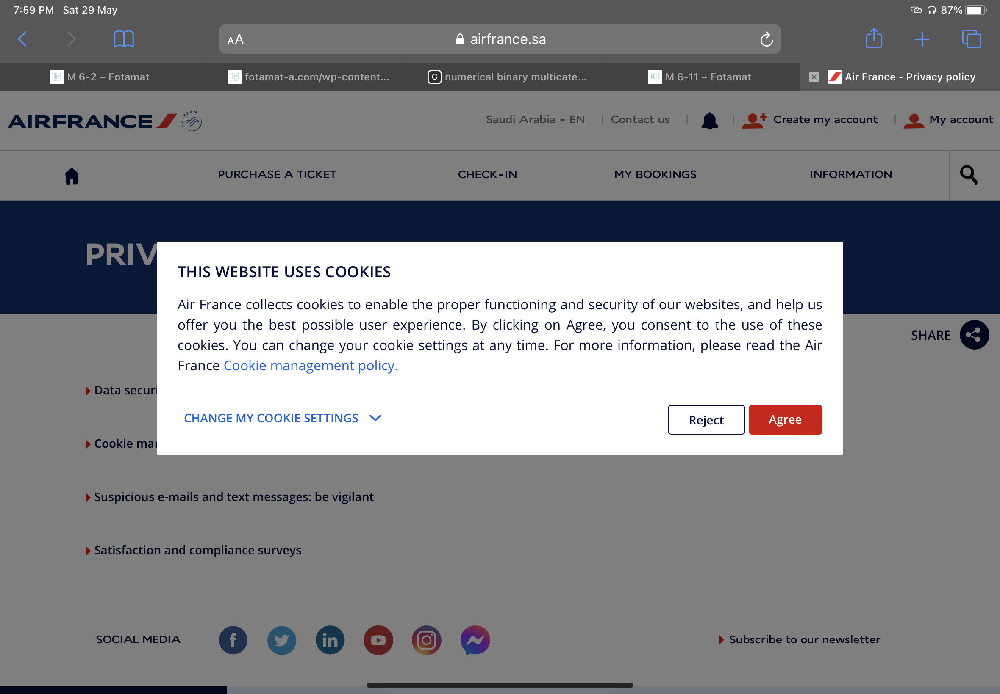 7:59 PM Sat 29 May
87%
AA
airfrance.sa
M 6-2 – Fotamat
fotamat-a.com/wp-content...
G numerical binary multicate...
M 6-11 – Fotamat
Air France - Privacy policy
AIRFRANCE
SKYTEAM
Saudi Arabia - EN | Contact us | | Create my account | My account
PURCHASE A TICKET
CHECK-IN
MY BOOKINGS
INFORMATION
PRIV
THIS WEBSITE USES COOKIES
Air France collects cookies to enable the proper functioning and security of our websites, and help us
offer you the best possible user experience. By clicking on Agree, you consent to the use of these
cookies. You can change your cookie settings at any time. For more information, please read the Air
France Cookie management policy.
CHANGE MY COOKIE SETTINGS
Reject
Agree
SHARE
Data securi
Cookie mar
Suspicious e-mails and text messages: be vigilant
Satisfaction and compliance surveys
SOCIAL MEDIA
Subscribe to our newsletter